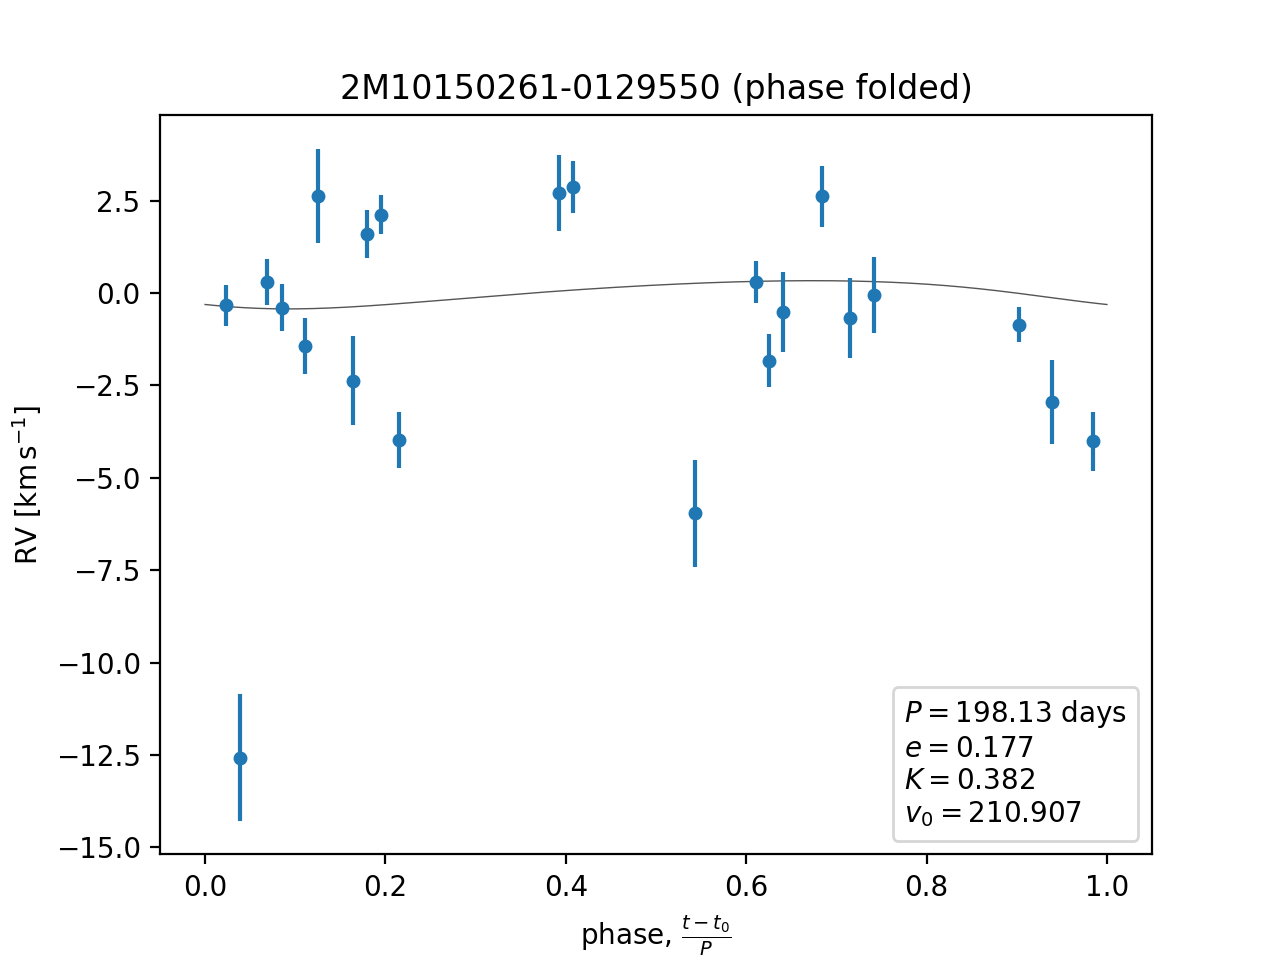 2M10150261-0129550 (phase folded)
RV [km s⁻¹]
2.5
0.0
−2.5
−5.0
−7.5
−10.0
−12.5
−15.0
P = 198.13 days
e = 0.177
K = 0.382
v₀ = 210.907
0.0 0.2 0.4 0.6 0.8 1.0
phase, (t − t₀)/P